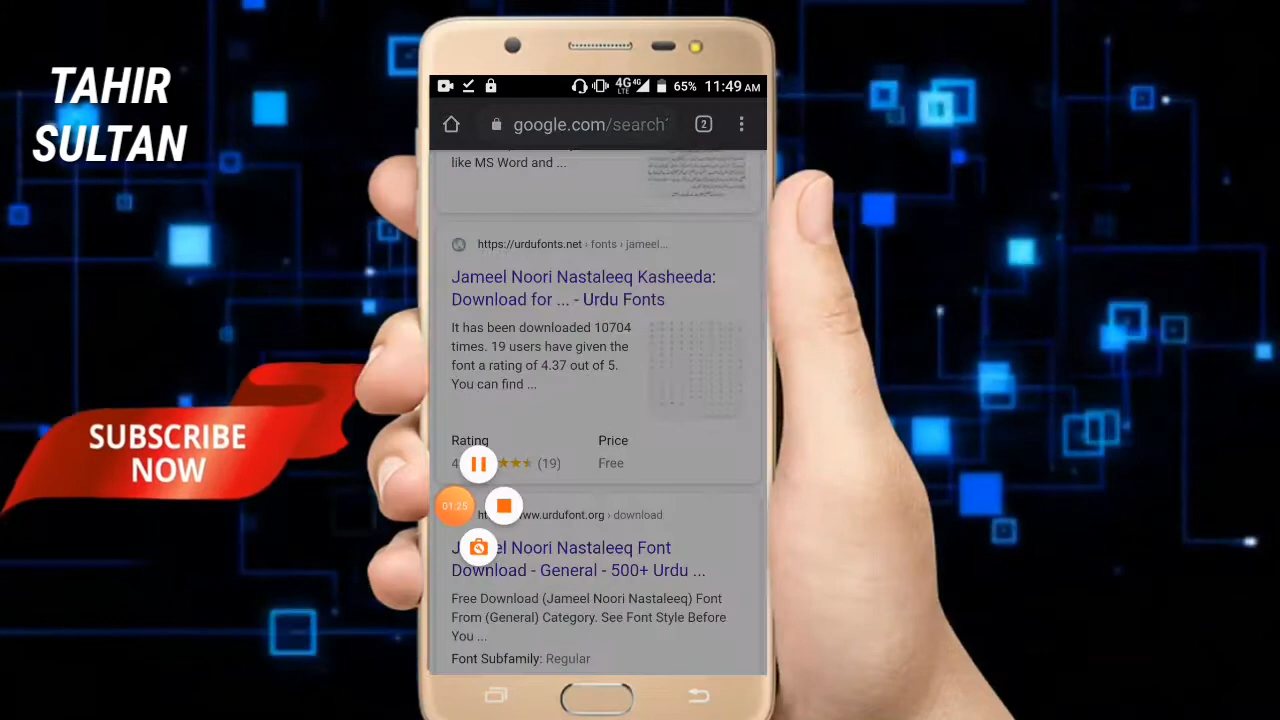 TAHIR
SULTAN
SUBSCRIBE
NOW
4G 4G
LTE
65% 11:49 AM
google.com/search
2
like MS Word and ...
https://urdufonts.net › fonts › jameel...
Jameel Noori Nastaleeq Kasheeda:
Download for ... - Urdu Fonts
It has been downloaded 10704
times. 19 users have given the
font a rating of 4.37 out of 5.
You can find ...
Rating Price
(19) Free
01:25
www.urdufont.org › download
Noori Nastaleeq Font
Download - General - 500+ Urdu ...
Free Download (Jameel Noori Nastaleeq) Font
From (General) Category. See Font Style Before
You ...
Font Subfamily: Regular